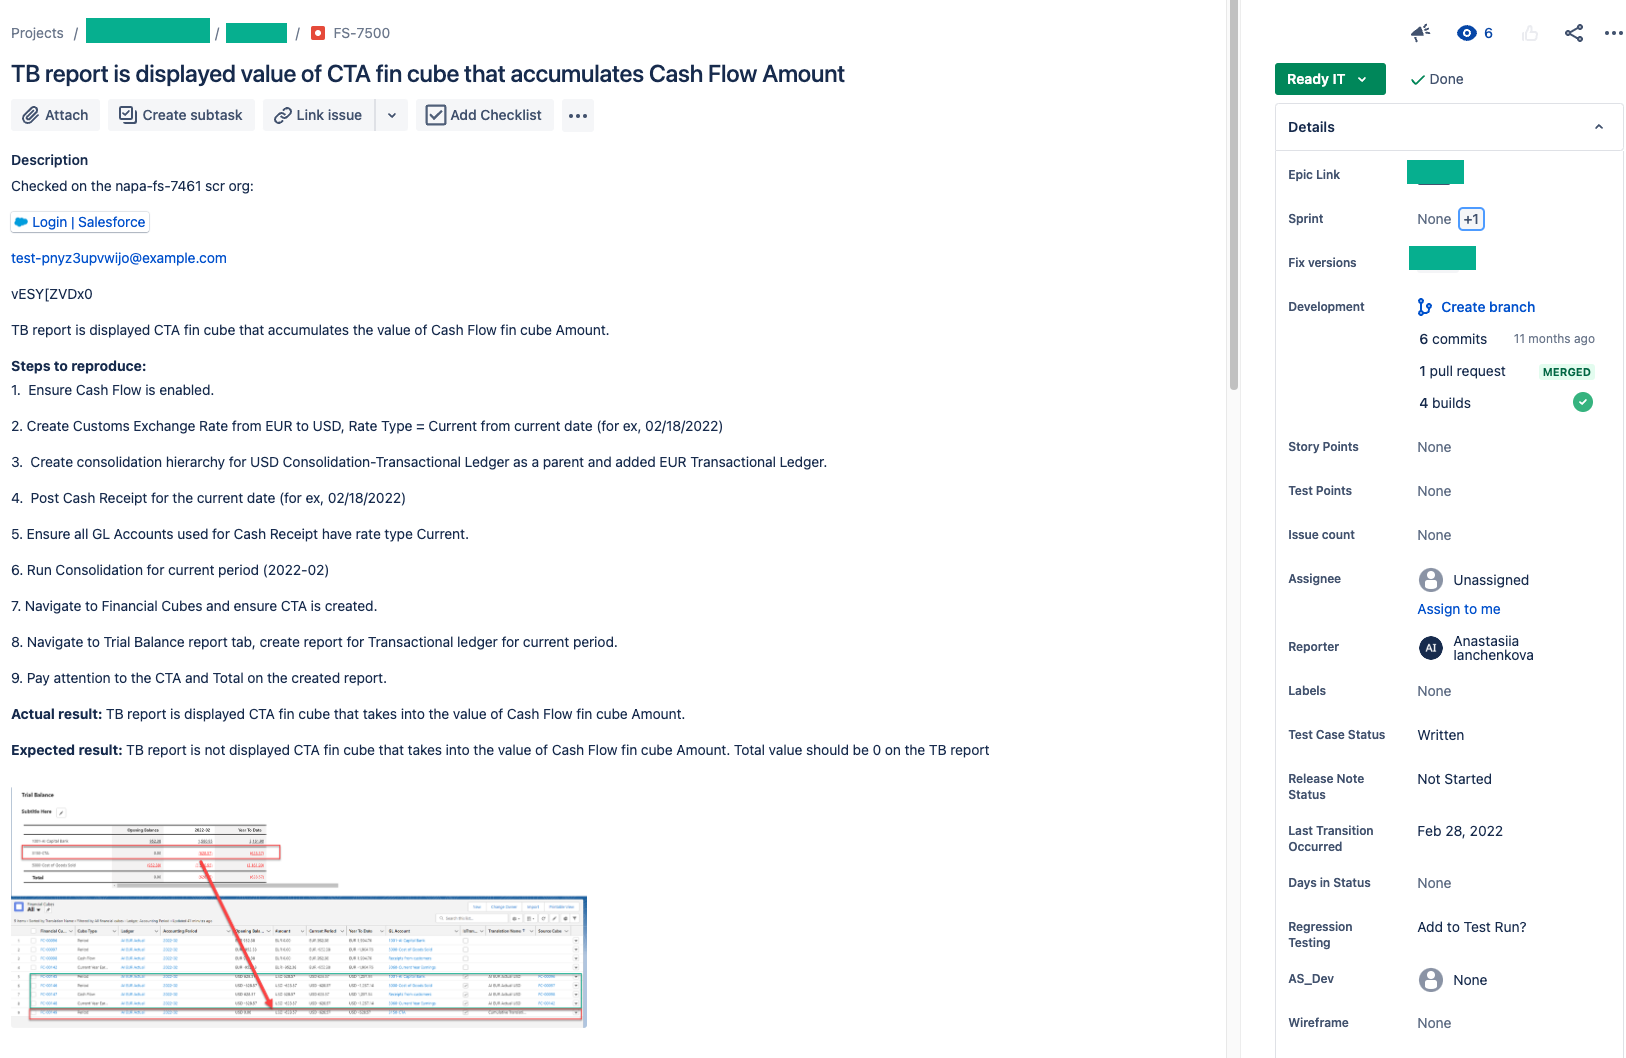 Projects / / / FS-7500
TB report is displayed value of CTA fin cube that accumulates Cash Flow Amount
Attach Create subtask Link issue Add Checklist
Description
Checked on the napa-fs-7461 scr org:
Login | Salesforce
test-pnyz3upvwijo@example.com
vESY[ZVDx0
TB report is displayed CTA fin cube that accumulates the value of Cash Flow fin cube Amount.
Steps to reproduce:
1. Ensure Cash Flow is enabled.
2. Create Customs Exchange Rate from EUR to USD, Rate Type = Current from current date (for ex, 02/18/2022)
3. Create consolidation hierarchy for USD Consolidation-Transactional Ledger as a parent and added EUR Transactional Ledger.
4. Post Cash Receipt for the current date (for ex, 02/18/2022)
5. Ensure all GL Accounts used for Cash Receipt have rate type Current.
6. Run Consolidation for current period (2022-02)
7. Navigate to Financial Cubes and ensure CTA is created.
8. Navigate to Trial Balance report tab, create report for Transactional ledger for current period.
9. Pay attention to the CTA and Total on the created report.
Actual result: TB report is displayed CTA fin cube that takes into the value of Cash Flow fin cube Amount.
Expected result: TB report is not displayed CTA fin cube that takes into the value of Cash Flow fin cube Amount. Total value should be 0 on the TB report
Trial Balance
Subtitle Here
Opening Balance 2022-02 Year To Date
Total
6
Ready IT Done
Details
Epic Link
Sprint None +1
Fix versions
Development Create branch
6 commits 11 months ago
1 pull request MERGED
4 builds
Story Points None
Test Points None
Issue count None
Assignee Unassigned
Assign to me
Reporter AI Anastasiia Ianchenkova
Labels None
Test Case Status Written
Release Note Status Not Started
Last Transition Occurred Feb 28, 2022
Days in Status None
Regression Testing Add to Test Run?
AS_Dev None
Wireframe None